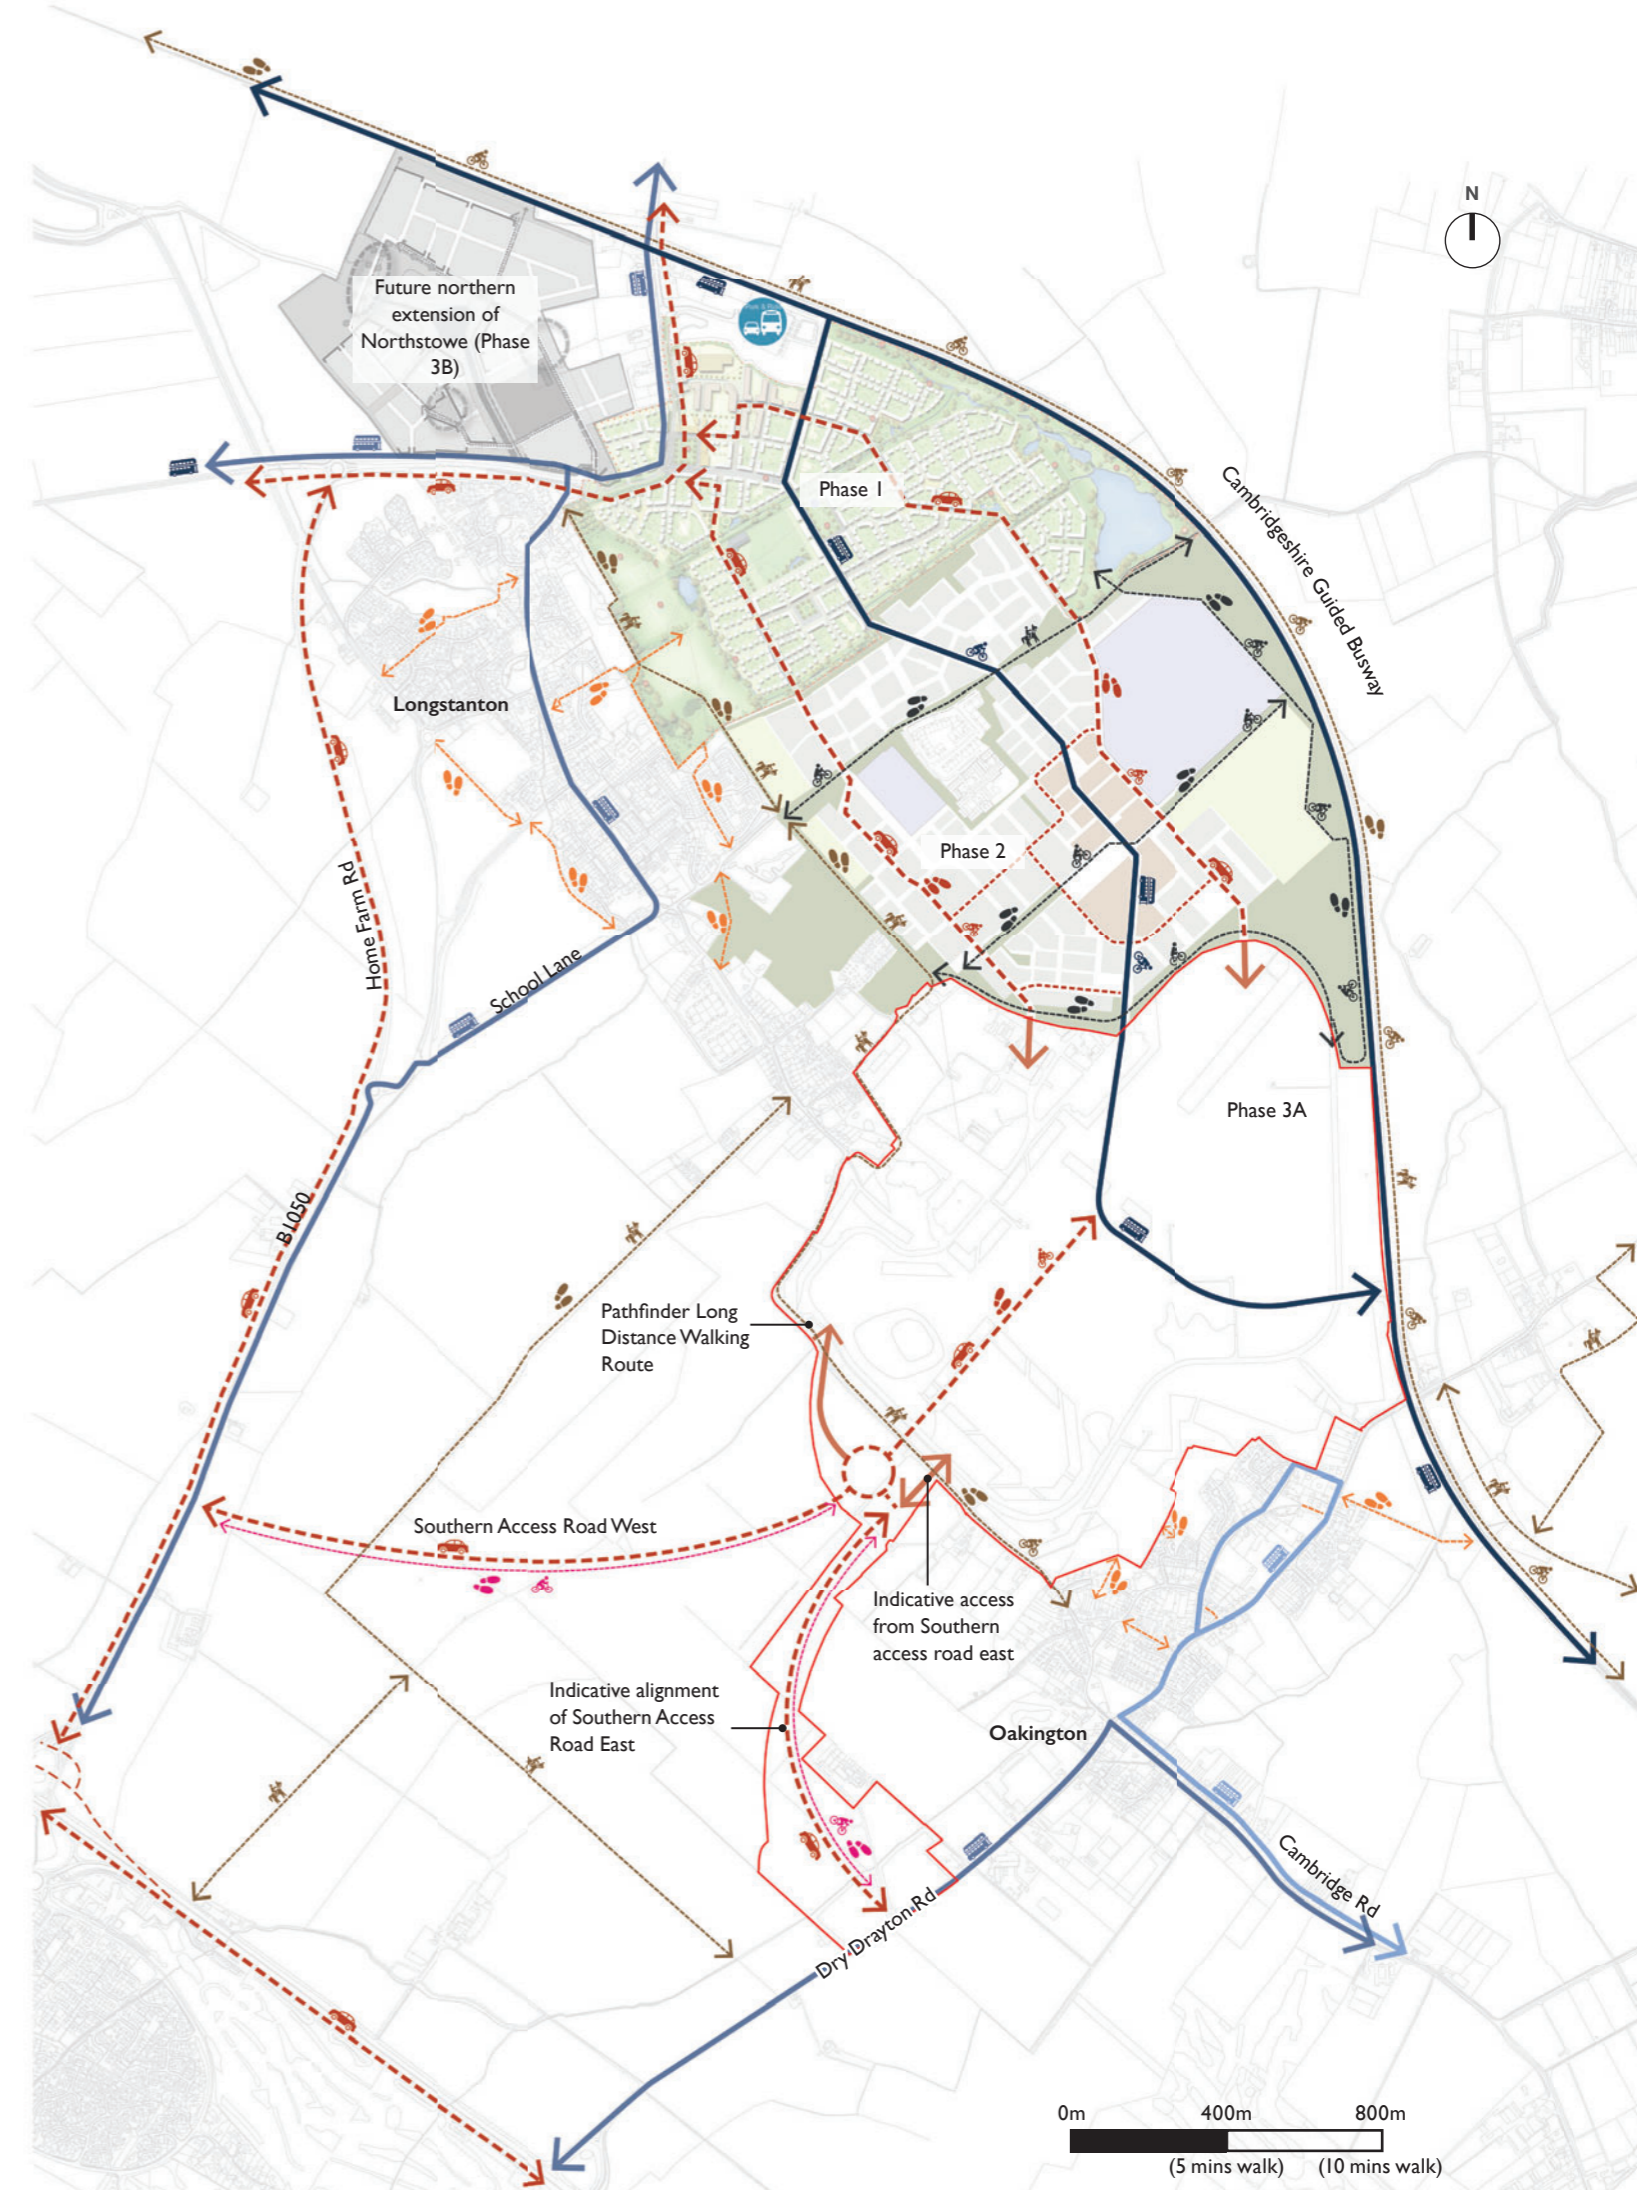 N
Future northern
extension of
Northstowe (Phase
3B)
Phase 1
Cambridgeshire Guided Busway
Longstanton
Phase 2
Home Farm Rd
School Lane
Phase 3A
B1050
Pathfinder Long
Distance Walking
Route
Southern Access Road West
Indicative access
from Southern
access road east
Indicative alignment
of Southern Access
Road East
Oakington
Cambridge Rd
Dry Drayton Rd
0m 400m 800m
(5 mins walk) (10 mins walk)